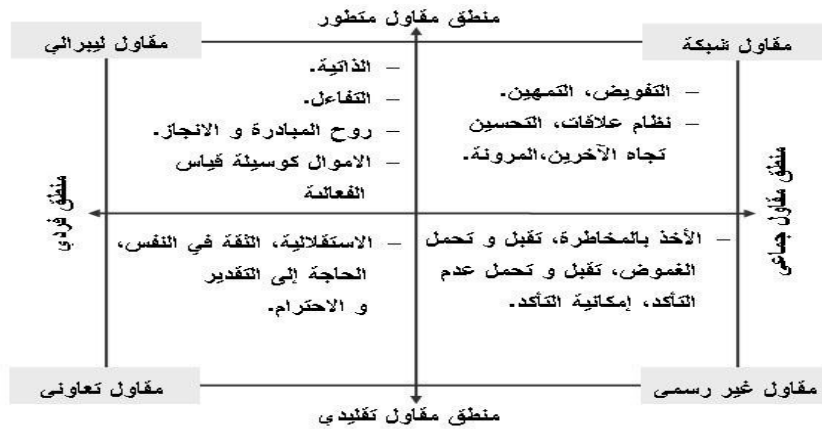 منطق مقاول متطور
مقاول شبكة
مقاول ليبرالي
– التفويض، التمهين.
– نظام علاقات، التحسين
تجاه الآخرين،المرونة.
– الذاتية.
– التفاءل.
– روح المبادرة و الانجاز.
– الاموال كوسيلة قياس
الفعالية
منطق مقاول جماعي
منطق فردي
– الأخذ بالمخاطرة، تقبل و تحمل
الغموض، تقبل و تحمل عدم
التأكد، إمكانية التأكد.
– الاستقلالية، الثقة في النفس،
الحاجة إلى التقدير
و الاحترام.
مقاول غير رسمي
مقاول تعاوني
منطق مقاول تقليدي